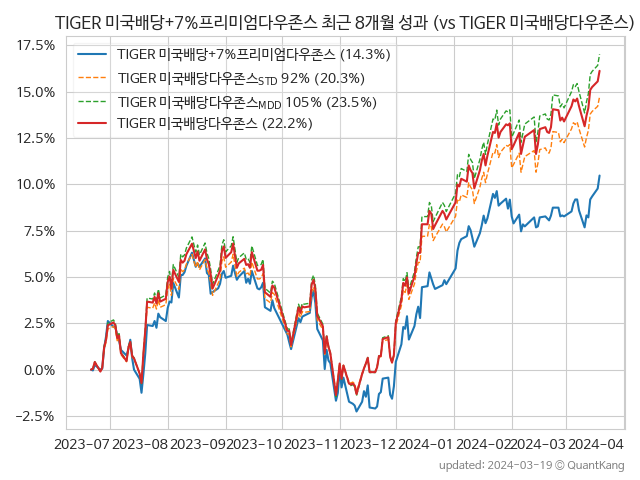 TIGER 미국배당+7%프리미엄다우존스 최근 8개월 성과 (vs TIGER 미국배당다우존스)
17.5%
15.0%
12.5%
10.0%
7.5%
5.0%
2.5%
0.0%
−2.5%
TIGER 미국배당+7%프리미엄다우존스 (14.3%)
TIGER 미국배당다우존스STD 92% (20.3%)
TIGER 미국배당다우존스MDD 105% (23.5%)
TIGER 미국배당다우존스 (22.2%)
2023-07 2023-08 2023-09 2023-10 2023-11 2023-12 2024-01 2024-02 2024-03 2024-04
updated: 2024-03-19 © QuantKang